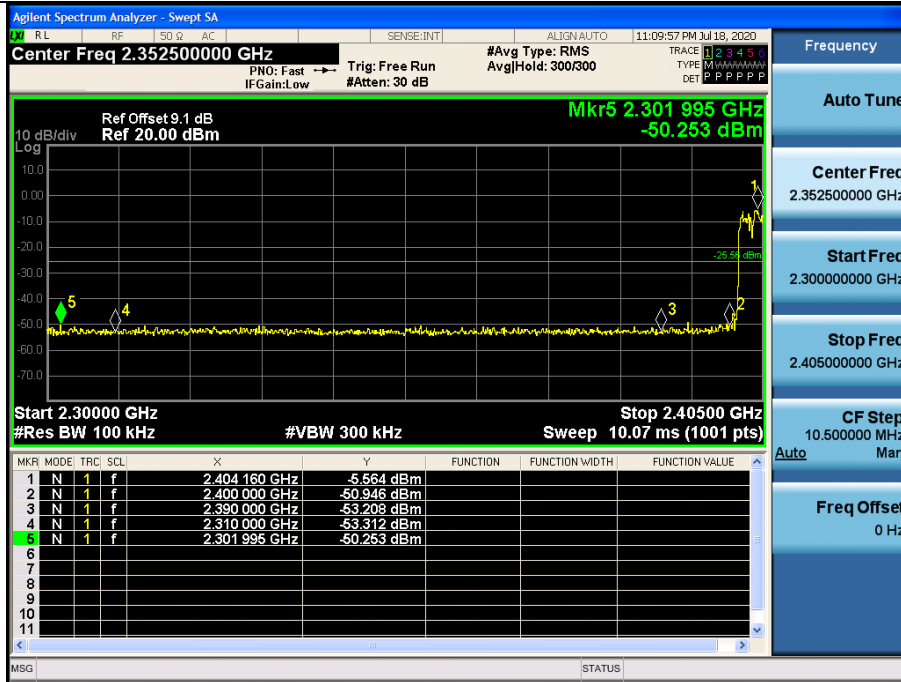 Agilent Spectrum Analyzer - Swept SA
LXI RL RF 50 Ω AC SENSE:INT ALIGN AUTO 11:09:57 PM Jul 18, 2020
Center Freq 2.352500000 GHz
PNO: Fast
IFGain:Low
Trig: Free Run
#Atten: 30 dB
#Avg Type: RMS
Avg|Hold: 300/300
TRACE 1 2 3 4 5 6
TYPE M
DET P P P P P P
Ref Offset 9.1 dB
10 dB/div Ref 20.00 dBm
Log
Mkr5 2.301 995 GHz
-50.253 dBm
10.0
0.00
-10.0
-20.0
-30.0
-40.0
-50.0
-60.0
-70.0
1
-25.56 dBm
5
4
3
2
Start 2.30000 GHz Stop 2.40500 GHz
#Res BW 100 kHz #VBW 300 kHz Sweep 10.07 ms (1001 pts)
MKR MODE TRC SCL X Y FUNCTION FUNCTION WIDTH FUNCTION VALUE
1 N 1 f 2.404 160 GHz -5.564 dBm
2 N 1 f 2.400 000 GHz -50.946 dBm
3 N 1 f 2.390 000 GHz -53.208 dBm
4 N 1 f 2.310 000 GHz -53.312 dBm
5 N 1 f 2.301 995 GHz -50.253 dBm
6
7
8
9
10
11
MSG STATUS
Frequency
Auto Tune
Center Freq
2.352500000 GHz
Start Freq
2.300000000 GHz
Stop Freq
2.405000000 GHz
CF Step
10.500000 MHz
Auto Man
Freq Offset
0 Hz